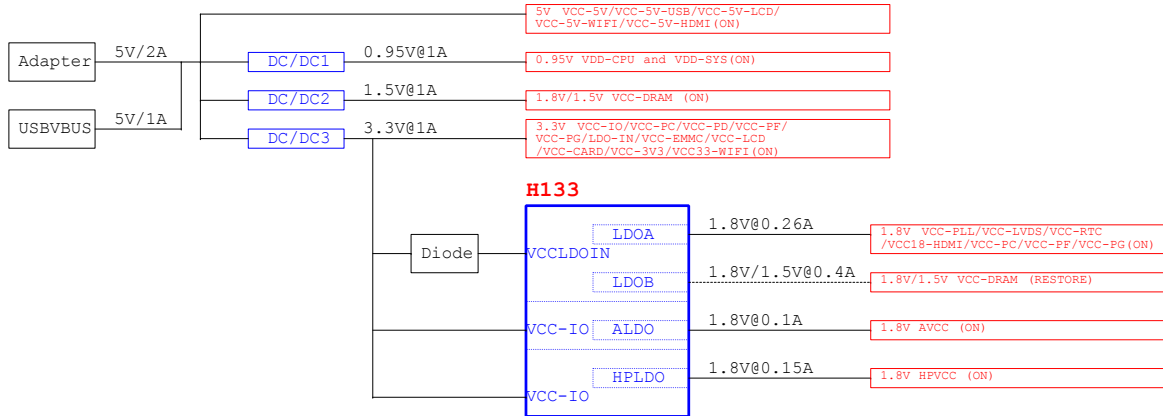 5V VCC-5V/VCC-5V-USB/VCC-5V-LCD/
VCC-5V-WIFI/VCC-5V-HDMI(ON)
Adapter
5V/2A
DC/DC1
0.95V@1A
0.95V VDD-CPU and VDD-SYS(ON)
DC/DC2
1.5V@1A
1.8V/1.5V VCC-DRAM (ON)
USBVBUS
5V/1A
DC/DC3
3.3V@1A
3.3V VCC-IO/VCC-PC/VCC-PD/VCC-PF/
VCC-PG/LDO-IN/VCC-EMMC/VCC-LCD
/VCC-CARD/VCC-3V3/VCC33-WIFI(ON)
H133
LDOA
1.8V@0.26A
1.8V VCC-PLL/VCC-LVDS/VCC-RTC
/VCC18-HDMI/VCC-PC/VCC-PF/VCC-PG(ON)
Diode
VCCLDOIN
LDOB
1.8V/1.5V@0.4A
1.8V/1.5V VCC-DRAM (RESTORE)
VCC-IO
ALDO
1.8V@0.1A
1.8V AVCC (ON)
HPLDO
1.8V@0.15A
1.8V HPVCC (ON)
VCC-IO